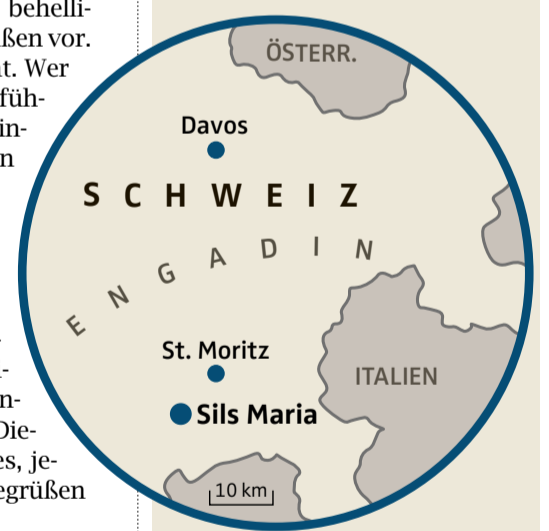 behelli-
ßen vor.
t. Wer
füh-
in-
n
-
n-
Die-
es, je-
egrüßen
ÖSTERR.
Davos
SCHWEIZ
ENGADIN
St. Moritz
Sils Maria
ITALIEN
10 km